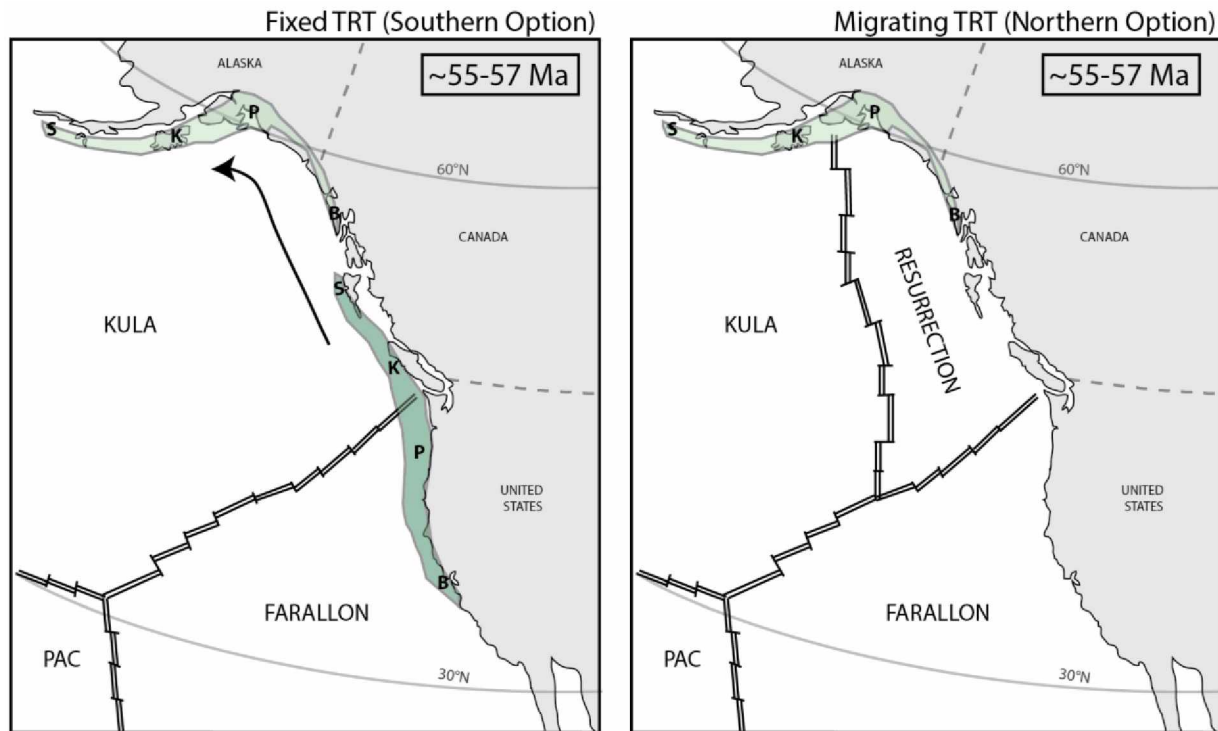 Fixed TRT (Southern Option)
ALASKA
~55-57 Ma
P
S
K
60°N
B
CANADA
S
KULA
K
P
UNITED
STATES
B
FARALLON
PAC
30°N
Migrating TRT (Northern Option)
ALASKA
~55-57 Ma
P
S
K
60°N
B
CANADA
RESURRECTION
KULA
UNITED
STATES
FARALLON
PAC
30°N